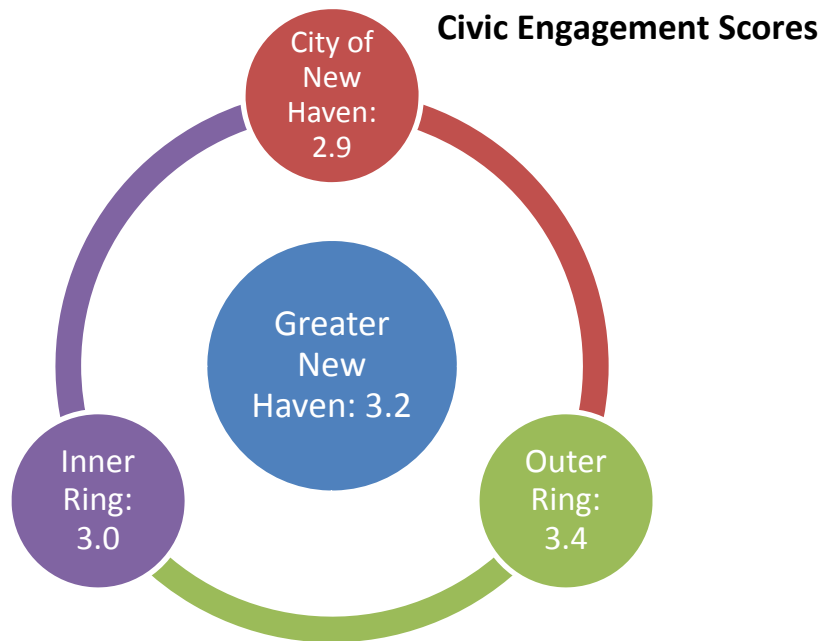 Civic Engagement Scores
City of
New
Haven:
2.9
Greater
New
Haven: 3.2
Inner
Ring:
3.0
Outer
Ring:
3.4